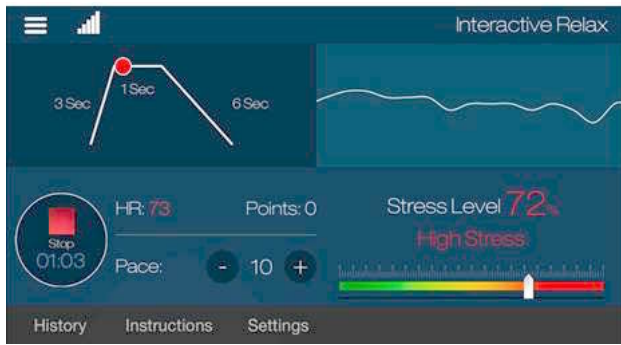 Interactive Relax
3 Sec
1 Sec
6 Sec
HR: 73
Points: 0
Stop
01:03
Pace:
- 10 +
Stress Level 72%
High Stress
History Instructions Settings